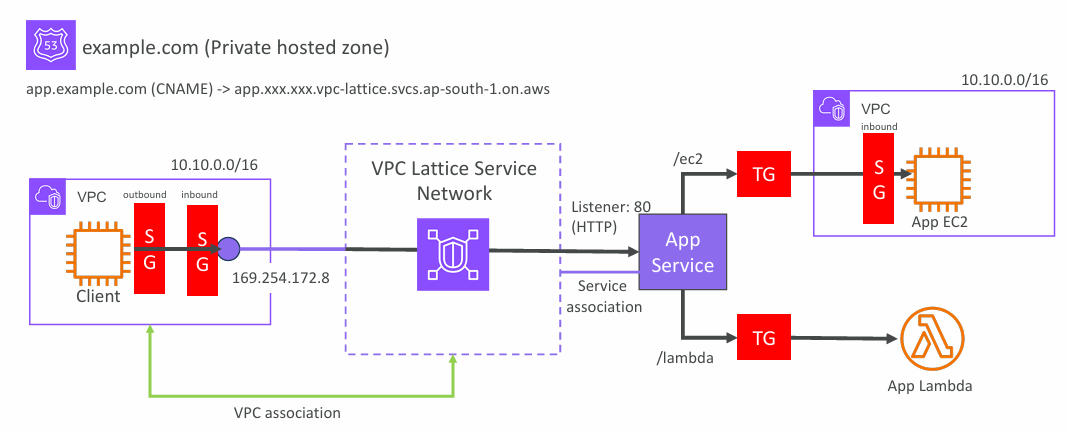 53
example.com (Private hosted zone)
app.example.com (CNAME) -> app.xxx.xxx.vpc-lattice.svcs.ap-south-1.on.aws
10.10.0.0/16
VPC
outbound
inbound
S
G
S
G
Client
169.254.172.8
VPC association
VPC Lattice Service
Network
Listener: 80
(HTTP)
App
Service
Service
association
/ec2
TG
/lambda
TG
10.10.0.0/16
VPC
inbound
S
G
App EC2
App Lambda